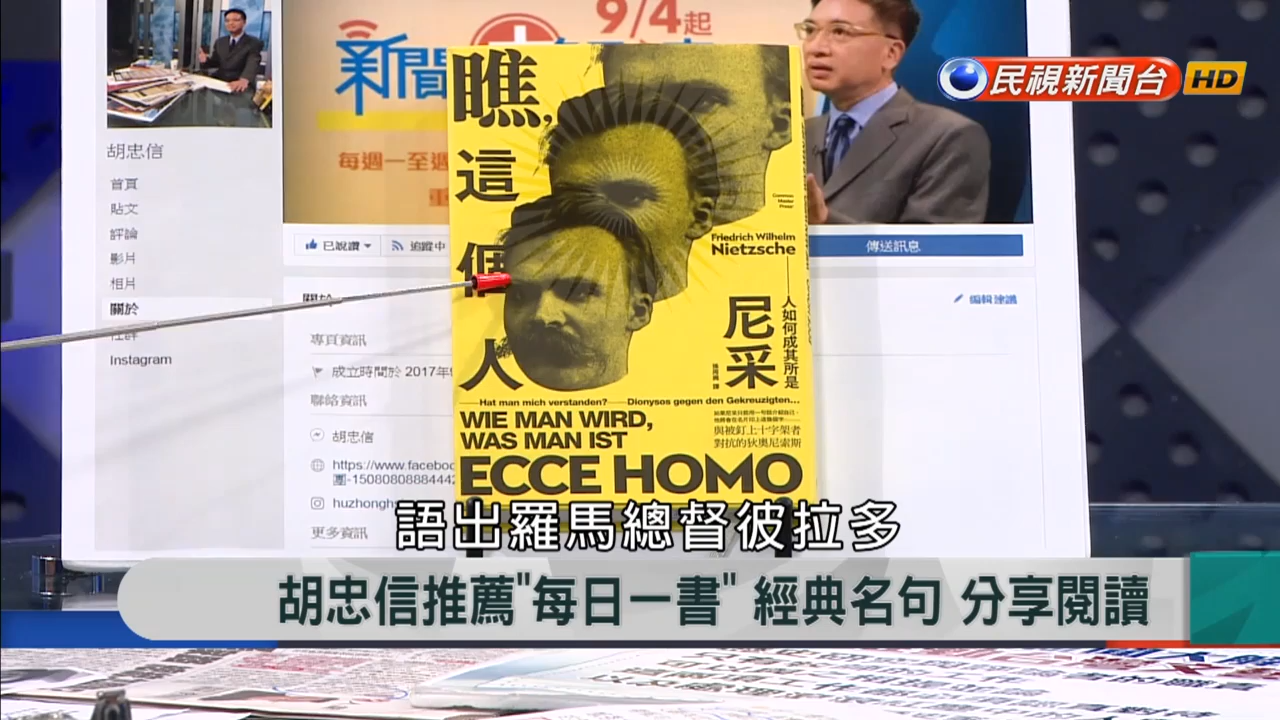 9/4起
新聞
每週一至週
重
民視新聞台 HD
胡忠信
首頁
貼文
評論
影片
相片
關於
社群
Instagram
已說讚
追蹤中
傳送訊息
關於
編輯
專頁資訊
成立時間於 2017年
聯絡資訊
胡忠信
https://www.faceboo
團-15080808884442
huzhongh
更多資訊
瞧,這個人
Friedrich Wilhelm
Nietzsche
尼采
人如何成其所是
Hat man mich verstanden?——Dionysos gegen den Gekreuzigten...
WIE MAN WIRD,
WAS MAN IST
與被釘上十字架者
對抗的狄奧尼索斯
ECCE HOMO
語出羅馬總督彼拉多
胡忠信推薦"每日一書" 經典名句 分享閱讀